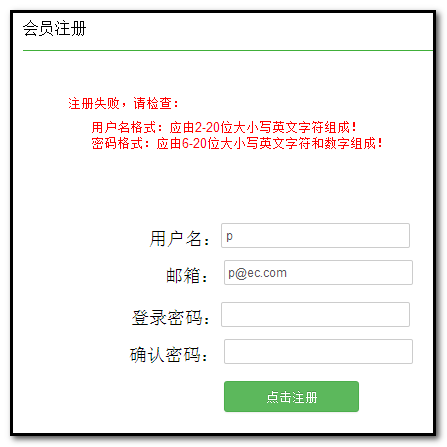 会员注册
注册失败，请检查：
用户名格式：应由2-20位大小写英文字符组成！
密码格式：应由6-20位大小写英文字符和数字组成！
用户名： p
邮箱： p@ec.com
登录密码：
确认密码：
点击注册